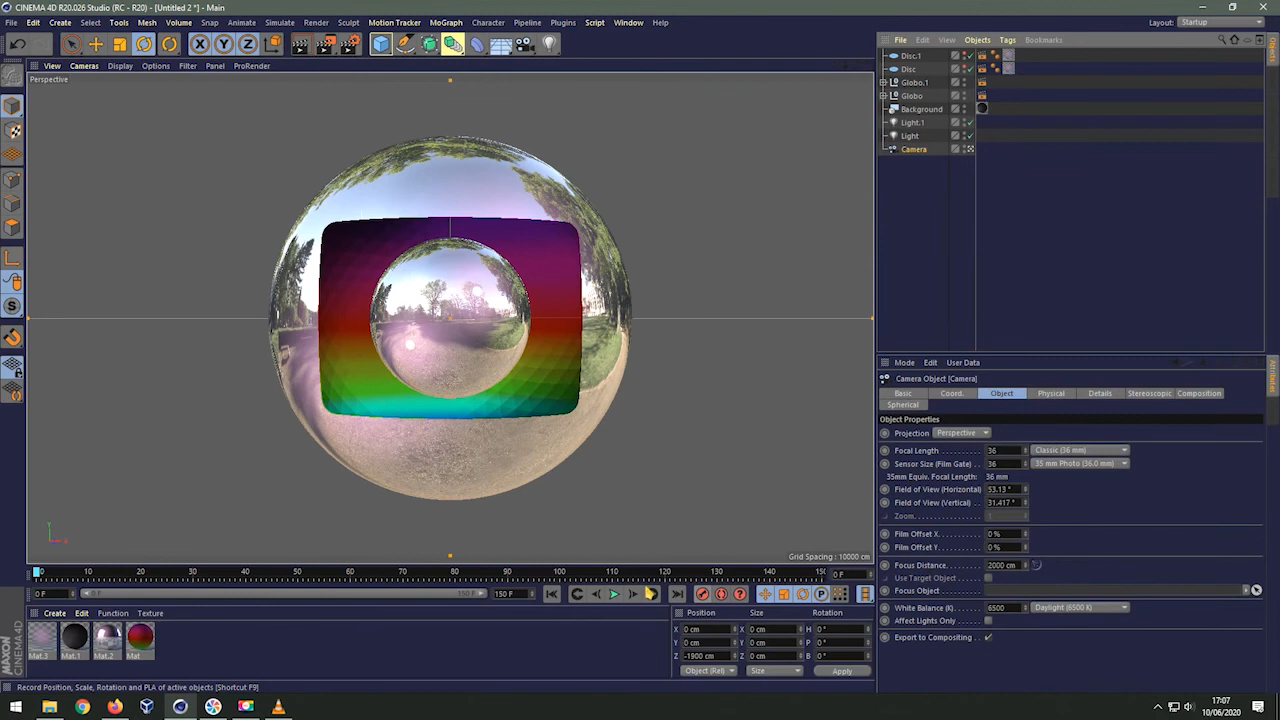 CINEMA 4D R20.026 Studio (RC - R20) - [Untitled 2 *] - Main
File Edit Create Select Tools Mesh Volume Snap Animate Simulate Render Sculpt Motion Tracker MoGraph Character Pipeline Plugins Script Window Help Layout: Startup
View Cameras Display Options Filter Panel ProRender
Perspective
Grid Spacing : 10000 cm
File Edit View Objects Tags Bookmarks
Disc.1
Disc
Globo.1
Globo
Background
Light.1
Light
Camera
Objects
Mode Edit User Data
Camera Object [Camera]
Basic Coord. Object Physical Details Stereoscopic Composition
Spherical
Object Properties
Projection Perspective
Focal Length 36 Classic (36 mm)
Sensor Size (Film Gate) 36 35 mm Photo (36.0 mm)
35mm Equiv. Focal Length: 36 mm
Field of View (Horizontal) 53.13 °
Field of View (Vertical) 31.417 °
Zoom 1
Film Offset X 0 %
Film Offset Y 0 %
Focus Distance 2000 cm
Use Target Object
Focus Object
White Balance (K) 6500 Daylight (6500 K)
Affect Lights Only
Export to Compositing
Attributes
0 10 20 30 40 50 60 70 80 90 100 110 120 130 140 150 0 F
0 F 0 F 150 F 150 F
Create Edit Function Texture
Mat.3 Mat.1 Mat.2 Mat
Position Size Rotation
X 0 cm X 0 cm H 0 °
Y 0 cm Y 0 cm P 0 °
Z -1900 cm Z 0 cm B 0 °
Object (Rel) Size Apply
MAXON CINEMA 4D
Record Position, Scale, Rotation and PLA of active objects [Shortcut F9]
17:07
10/06/2020